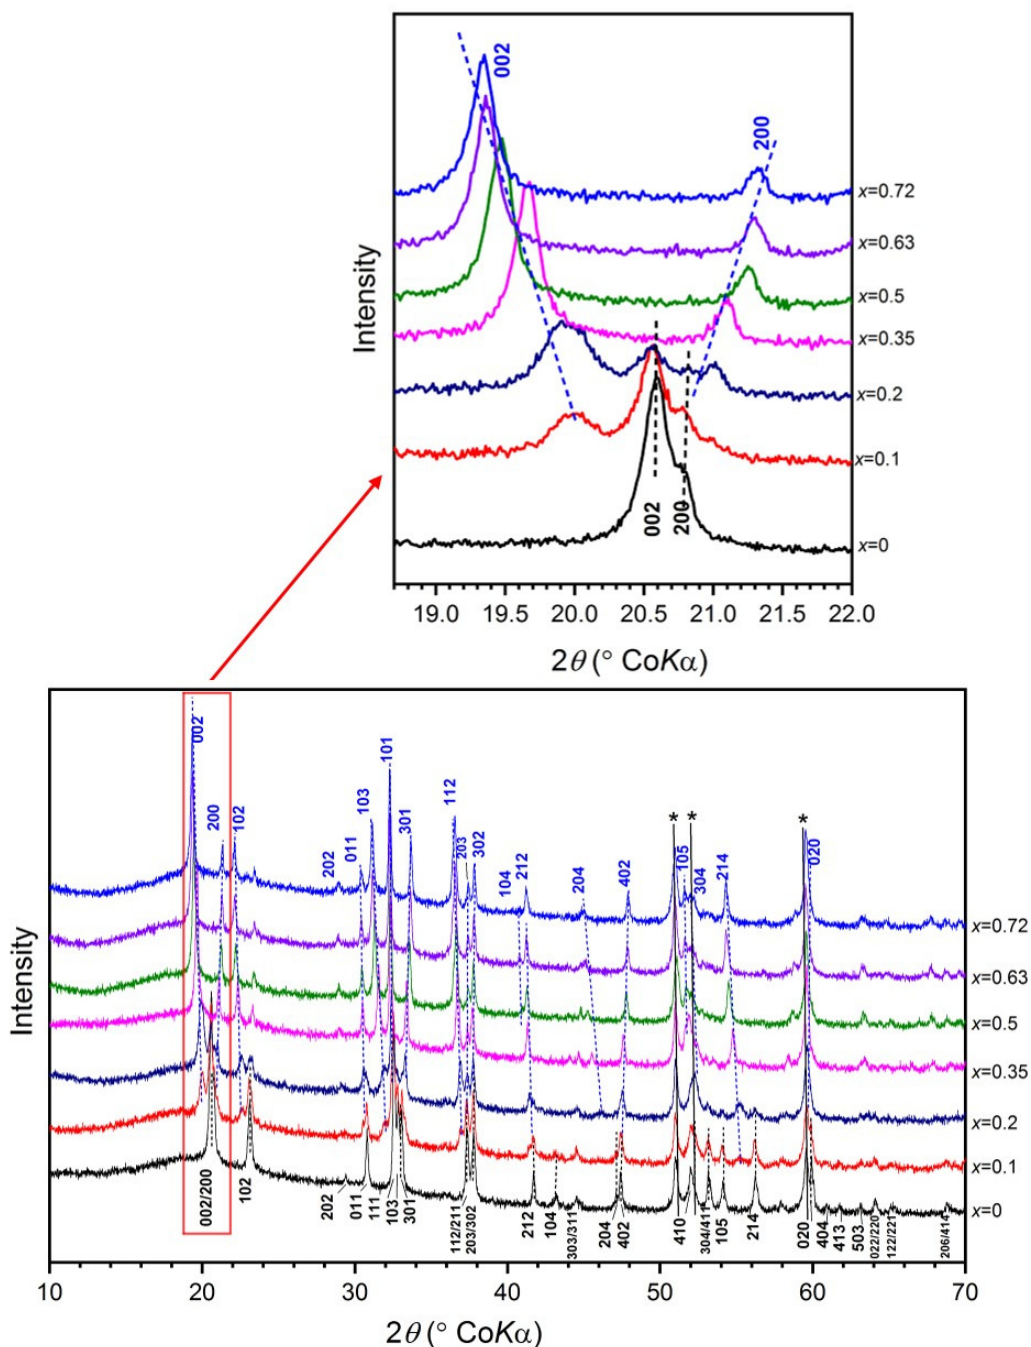 002
200
x=0.72
x=0.63
x=0.5
x=0.35
x=0.2
x=0.1
002
200
x=0
Intensity
19.0 19.5 20.0 20.5 21.0 21.5 22.0
2θ (° CoKα)
002
200
102
202
011
103
101
301
112
203
302
104
212
204
402
*
*
105
304
214
*
020
x=0.72
x=0.63
x=0.5
x=0.35
x=0.2
x=0.1
x=0
002/200
102
202
011
111
103
301
112/211
203/302
212
104
303/311
204
402
410
304/411
105
214
020
404
413
503
022/220
122/221
206/414
Intensity
10 20 30 40 50 60 70
2θ (° CoKα)